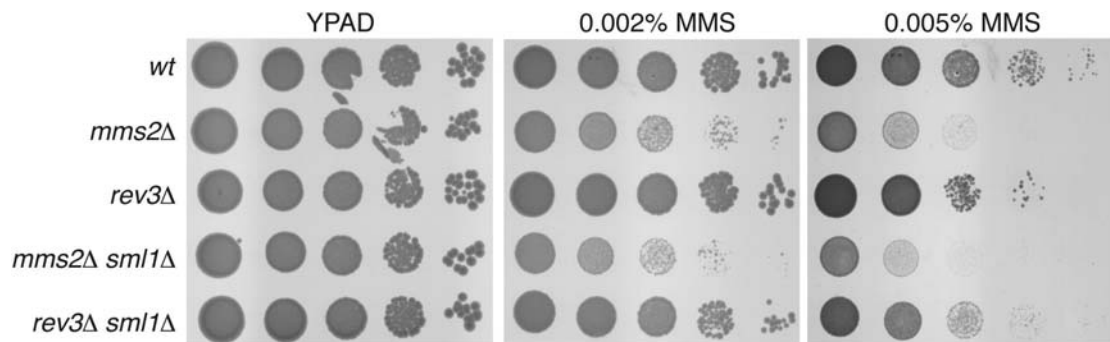 YPAD 0.002% MMS 0.005% MMS
wt
mms2Δ
rev3Δ
mms2Δ sml1Δ
rev3Δ sml1Δ